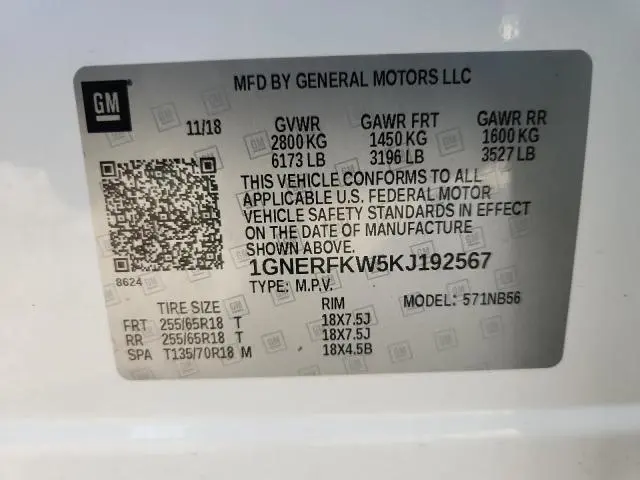 GM
MFD BY GENERAL MOTORS LLC
11/18 GVWR GAWR FRT GAWR RR
2800KG 1450 KG 1600 KG
6173 LB 3196 LB 3527 LB
THIS VEHICLE CONFORMS TO ALL
APPLICABLE U.S. FEDERAL MOTOR
VEHICLE SAFETY STANDARDS IN EFFECT
ON THE DATE OF MANUFACTURE
SHOWN ABOVE.
1GNERFKW5KJ192567
8624
TYPE: M.P.V.
MODEL: 571NB56
TIRE SIZE RIM
FRT 255/65R18 T 18X7.5J
RR 255/65R18 T 18X7.5J
SPA T135/70R18 M 18X4.5B